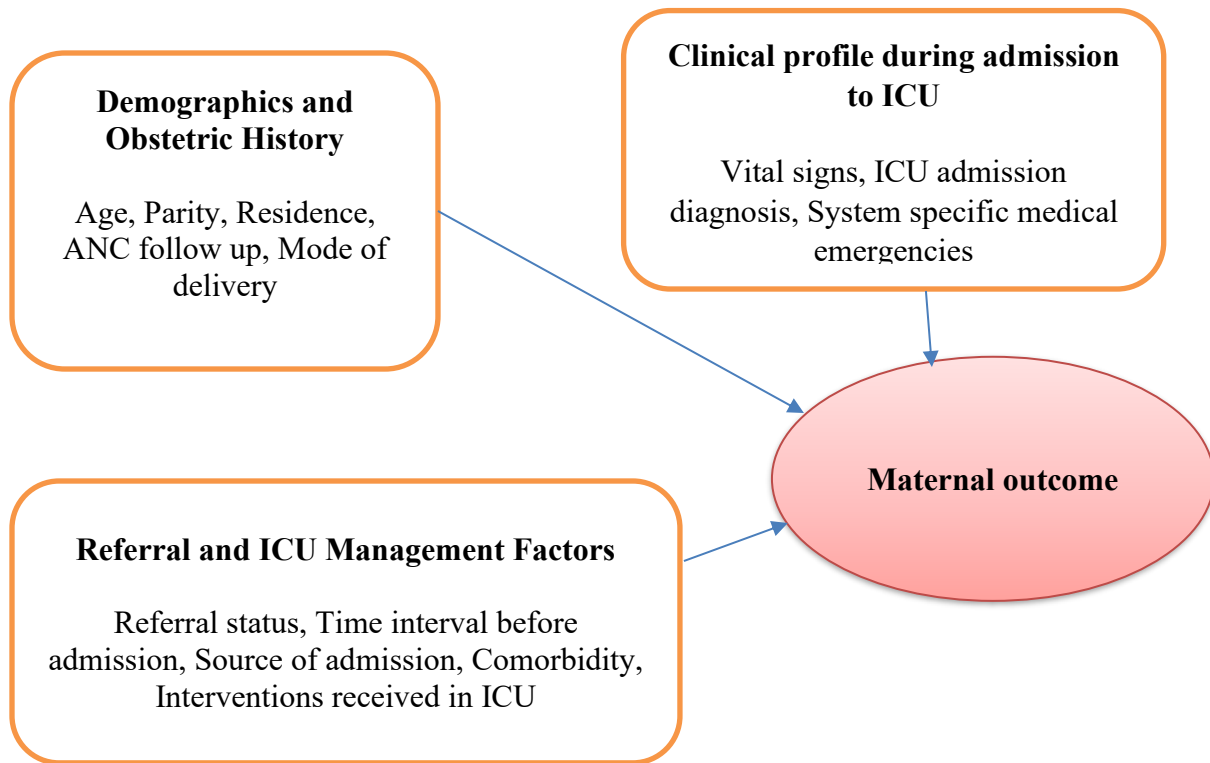 Demographics and
Obstetric History
Age, Parity, Residence,
ANC follow up, Mode of
delivery
Clinical profile during admission
to ICU
Vital signs, ICU admission
diagnosis, System specific medical
emergencies
Maternal outcome
Referral and ICU Management Factors
Referral status, Time interval before
admission, Source of admission, Comorbidity,
Interventions received in ICU